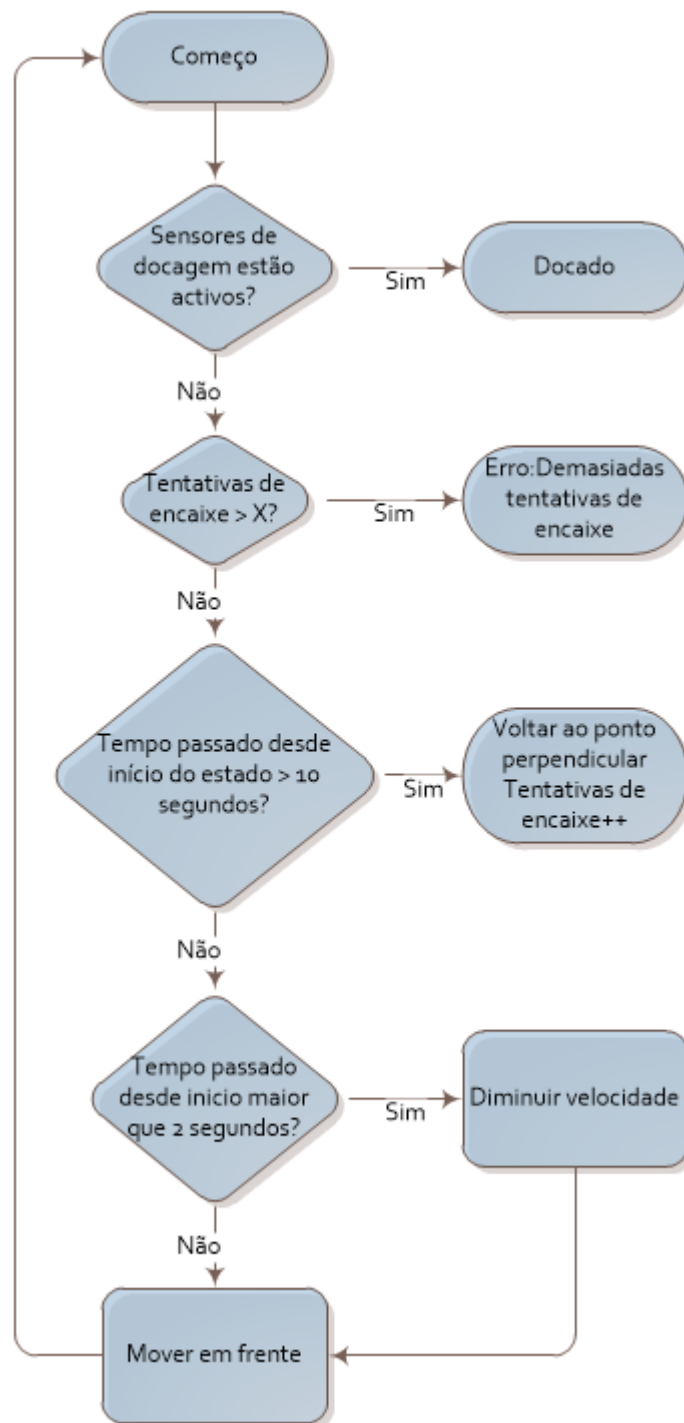 Começo
Sensores de
docagem estão
activos?
Sim
Docado
Não
Tentativas de
encaixe > X?
Sim
Erro:Demasiadas
tentativas de
encaixe
Não
Tempo passado desde
início do estado > 10
segundos?
Sim
Voltar ao ponto
perpendicular
Tentativas de
encaixe++
Não
Tempo passado
desde inicio maior
que 2 segundos?
Sim
Diminuir velocidade
Não
Mover em frente